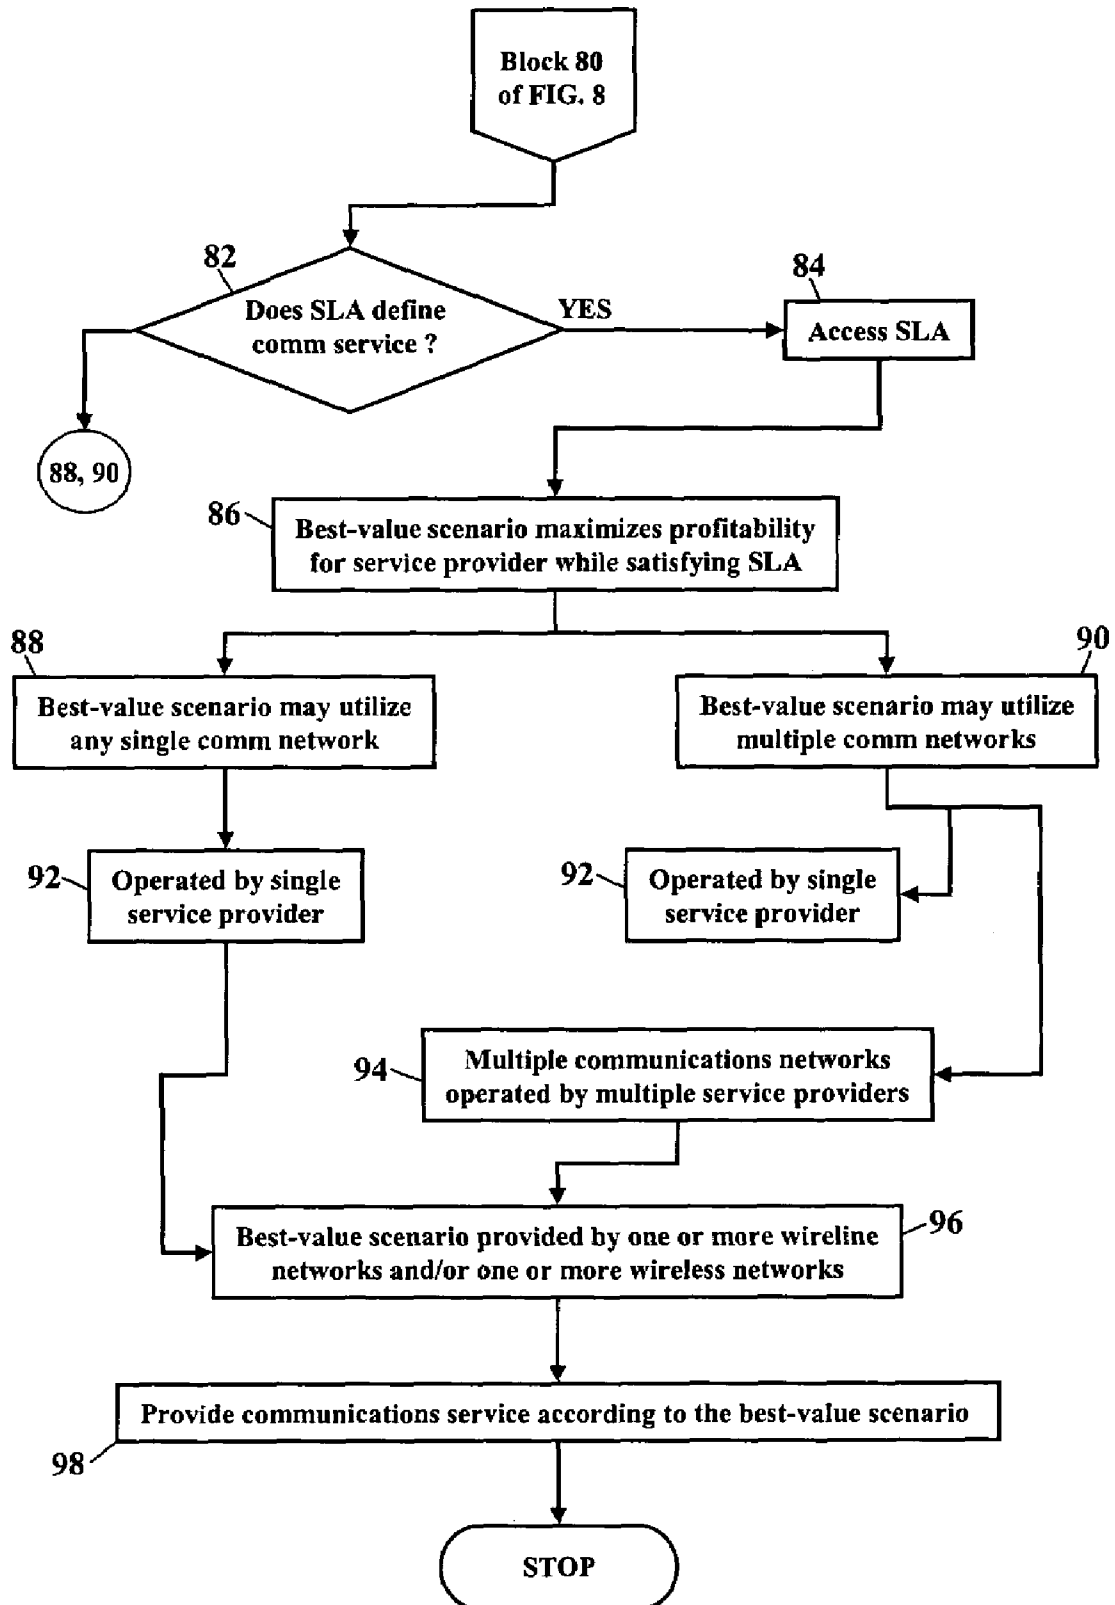 Block 80
of FIG. 8
82
Does SLA define
comm service ?
YES
84
Access SLA
88, 90
86
Best-value scenario maximizes profitability
for service provider while satisfying SLA
88
Best-value scenario may utilize
any single comm network
90
Best-value scenario may utilize
multiple comm networks
92
Operated by single
service provider
92
Operated by single
service provider
94
Multiple communications networks
operated by multiple service providers
96
Best-value scenario provided by one or more wireline
networks and/or one or more wireless networks
Provide communications service according to the best-value scenario
98
STOP